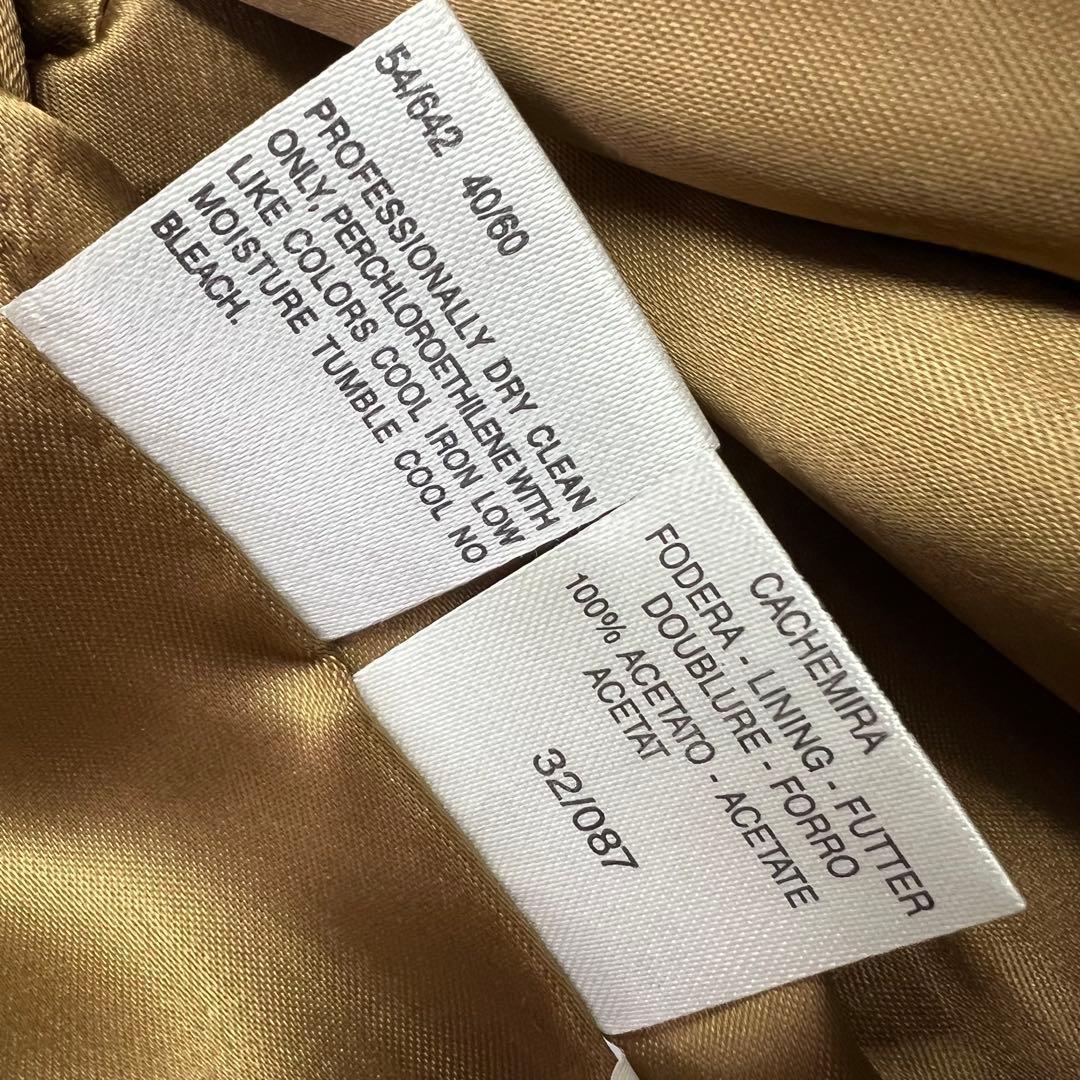 54/642 40/60
PROFESSIONALLY DRY CLEAN
ONLY, PERCHLOROETHILENE WITH
LIKE COLORS COOL IRON LOW
MOISTURE TUMBLE COOL NO
BLEACH.
CACHEMIRA
FODERA - LINING - FUTTER
DOUBLURE - FORRO
100% ACETATO - ACETATE
ACETAT
32/087